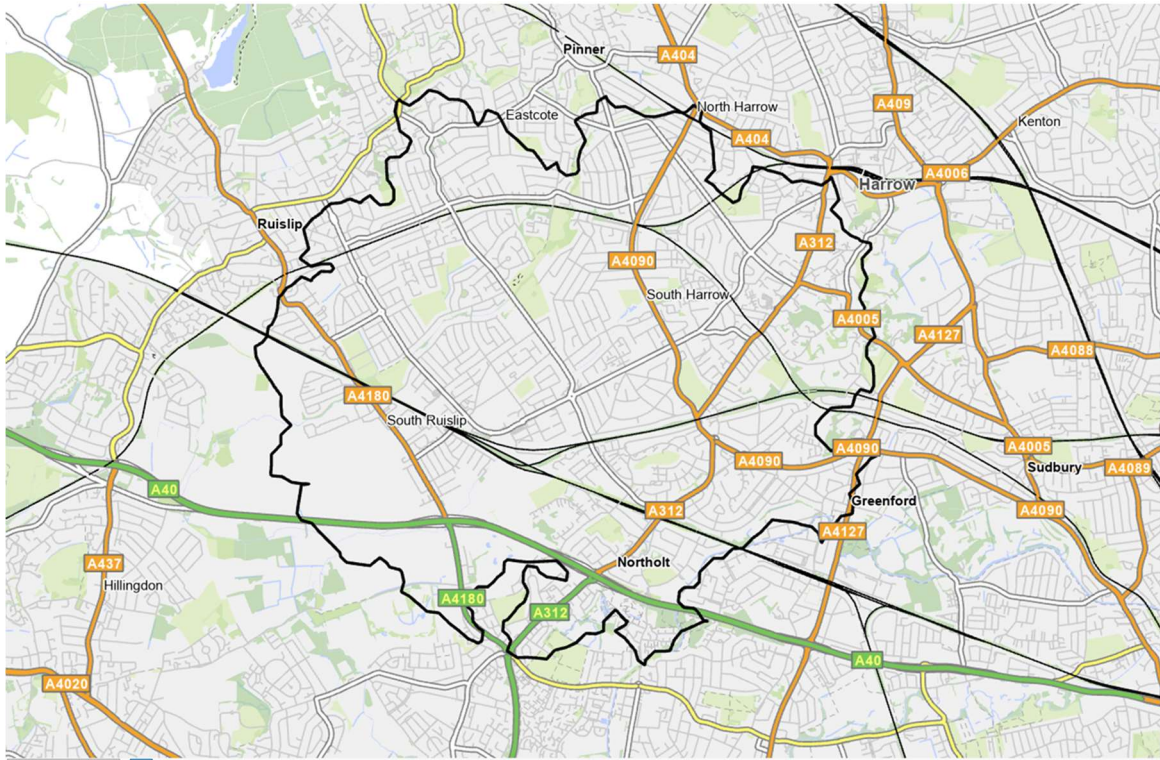 Pinner
A404
North Harrow
A409
Eastcote
A404
Kenton
A4006
Harrow
Ruislip
A312
A4090
South Harrow
A4005
A4127
A4088
A4180
South Ruislip
A4090
A4090
A4005
Sudbury
A4089
A40
Greenford
A312
A4090
A4127
A437
Northolt
Hillingdon
A4180
A312
A40
A4020